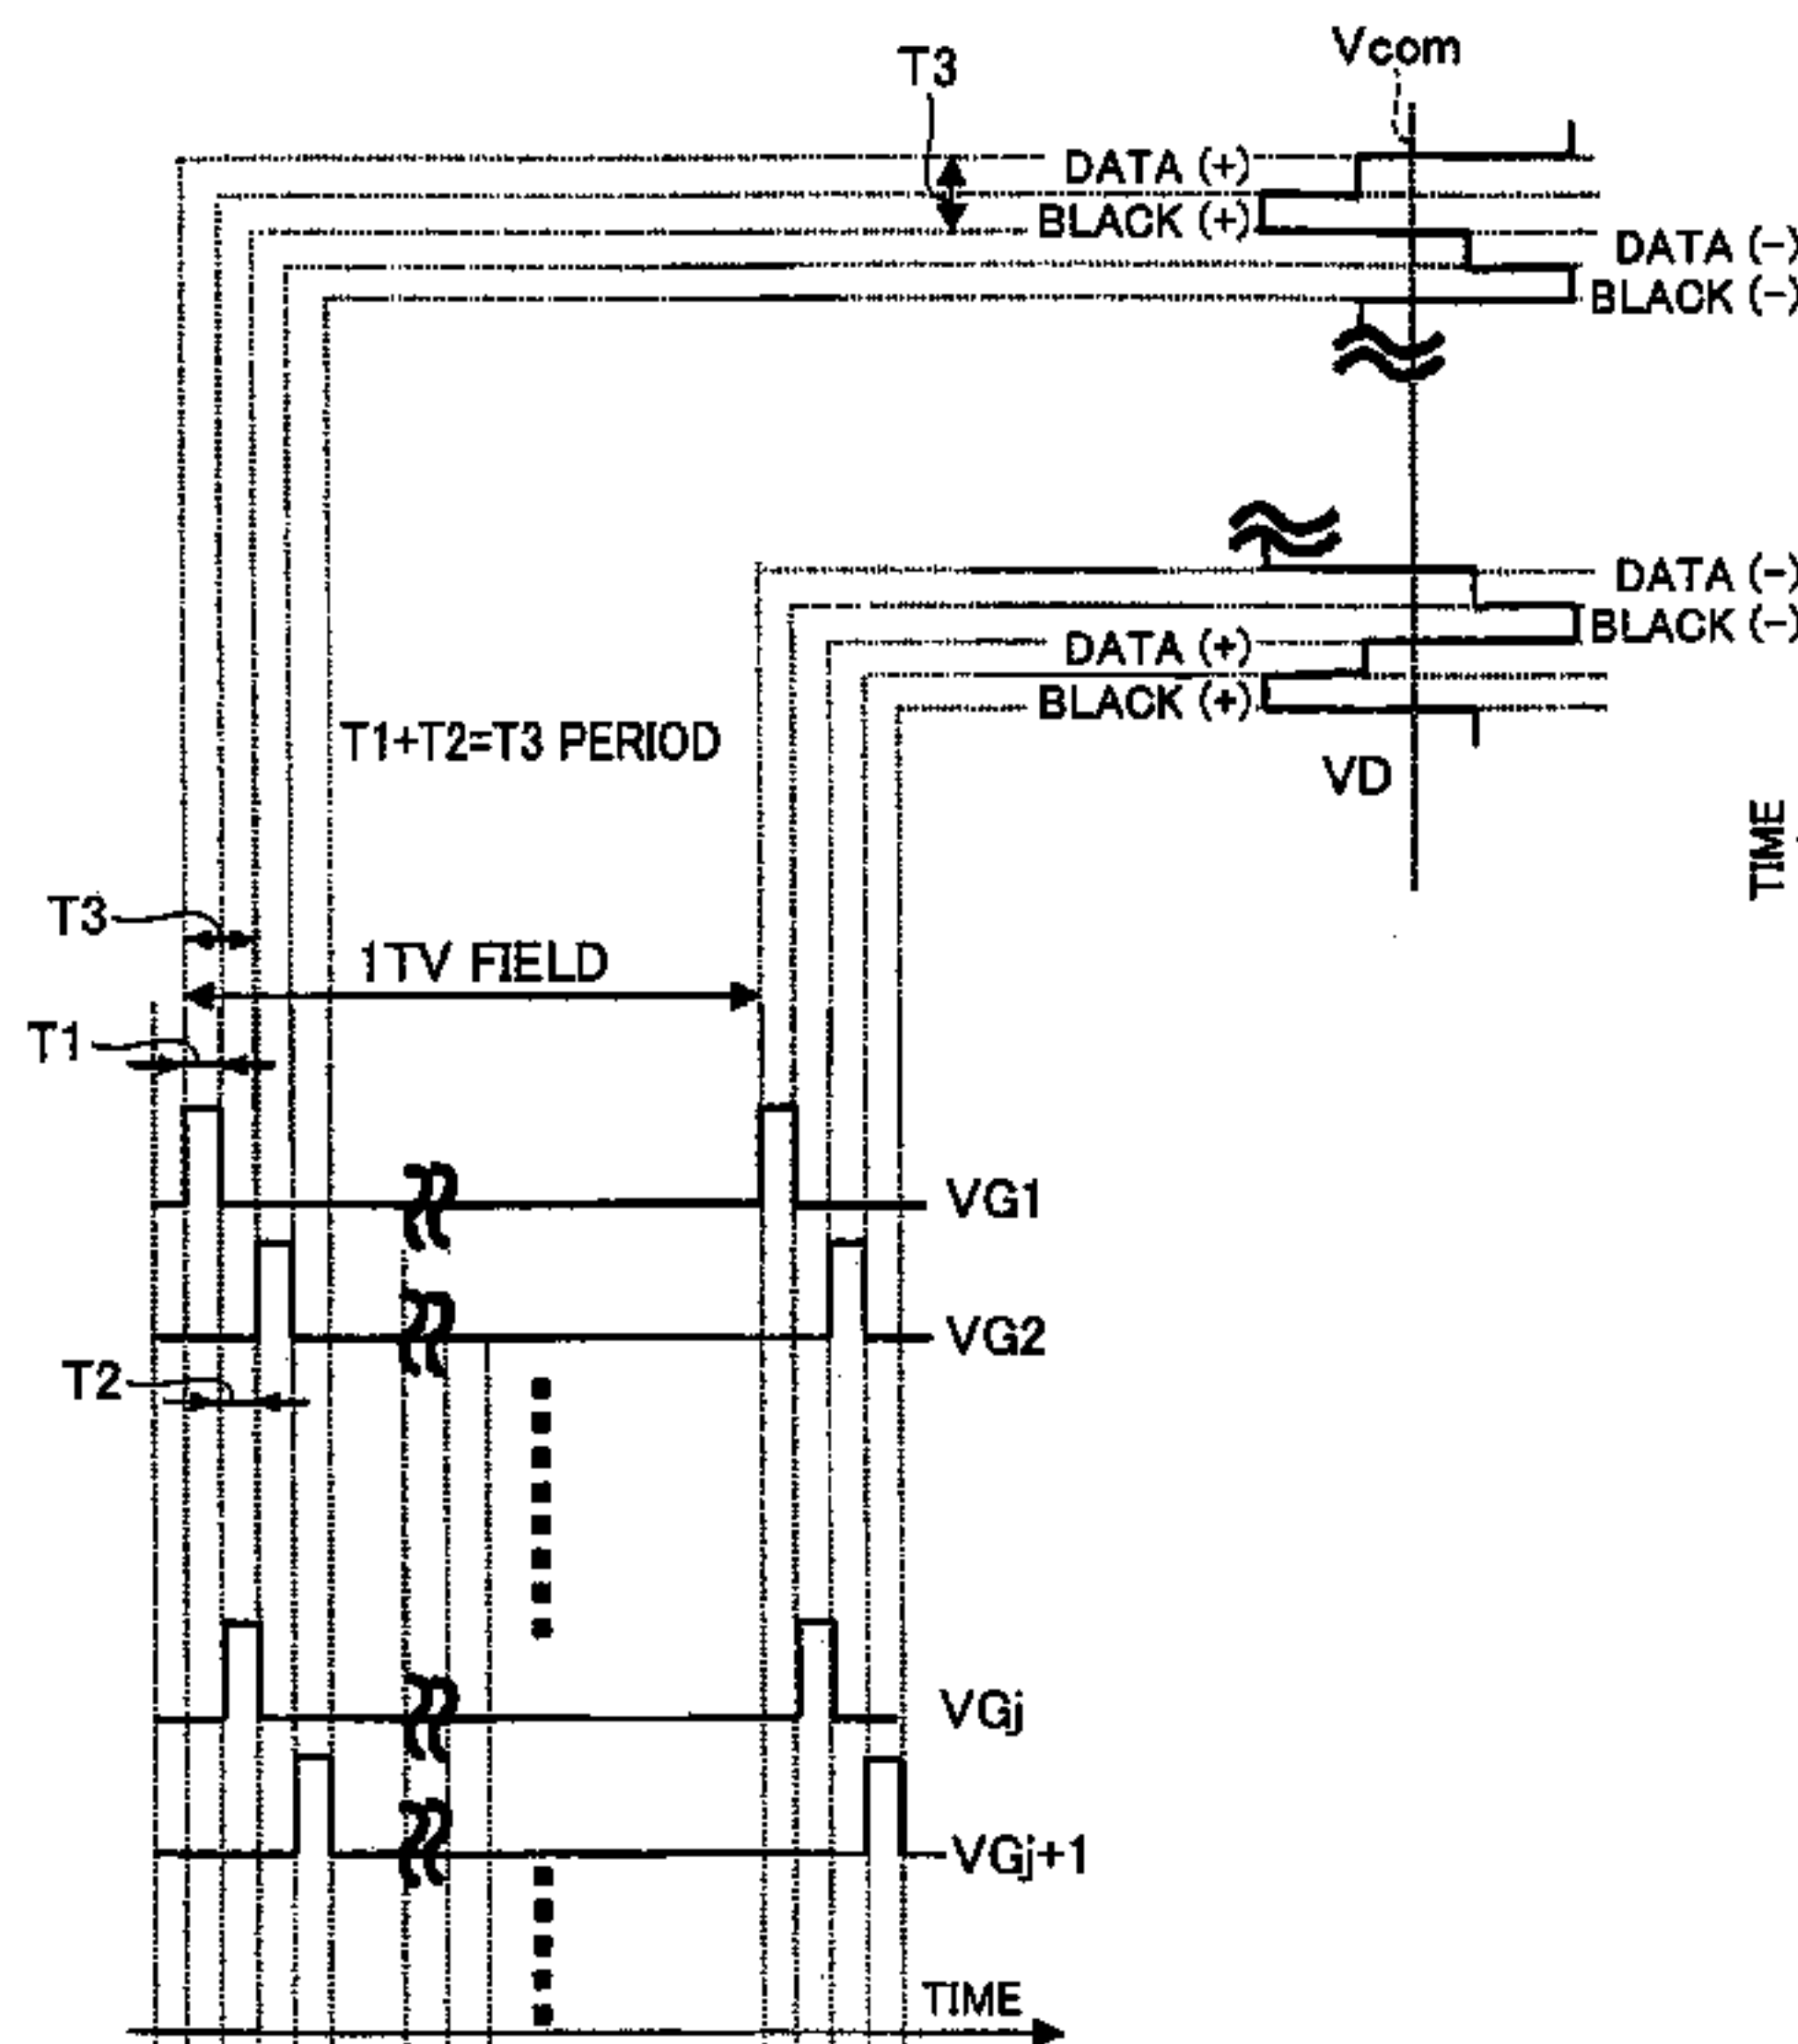 Vcom
T3
DATA (+)
BLACK (+)
DATA (-)
BLACK (-)
DATA (-)
BLACK (-)
DATA (+)
BLACK (+)
T1+T2=T3 PERIOD
VD
TIME
T3
1TV FIELD
T1
VG1
VG2
T2
VGj
VGj+1
TIME